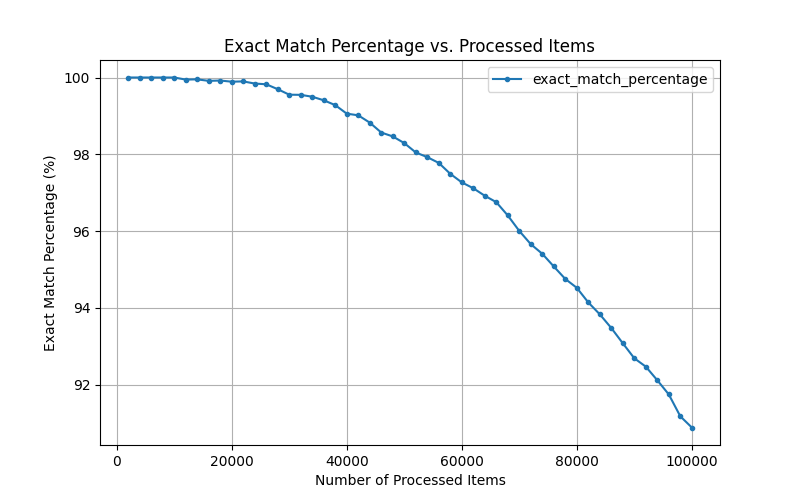 Exact Match Percentage vs. Processed Items
exact_match_percentage
Exact Match Percentage (%)
100
98
96
94
92
0 20000 40000 60000 80000 100000
Number of Processed Items